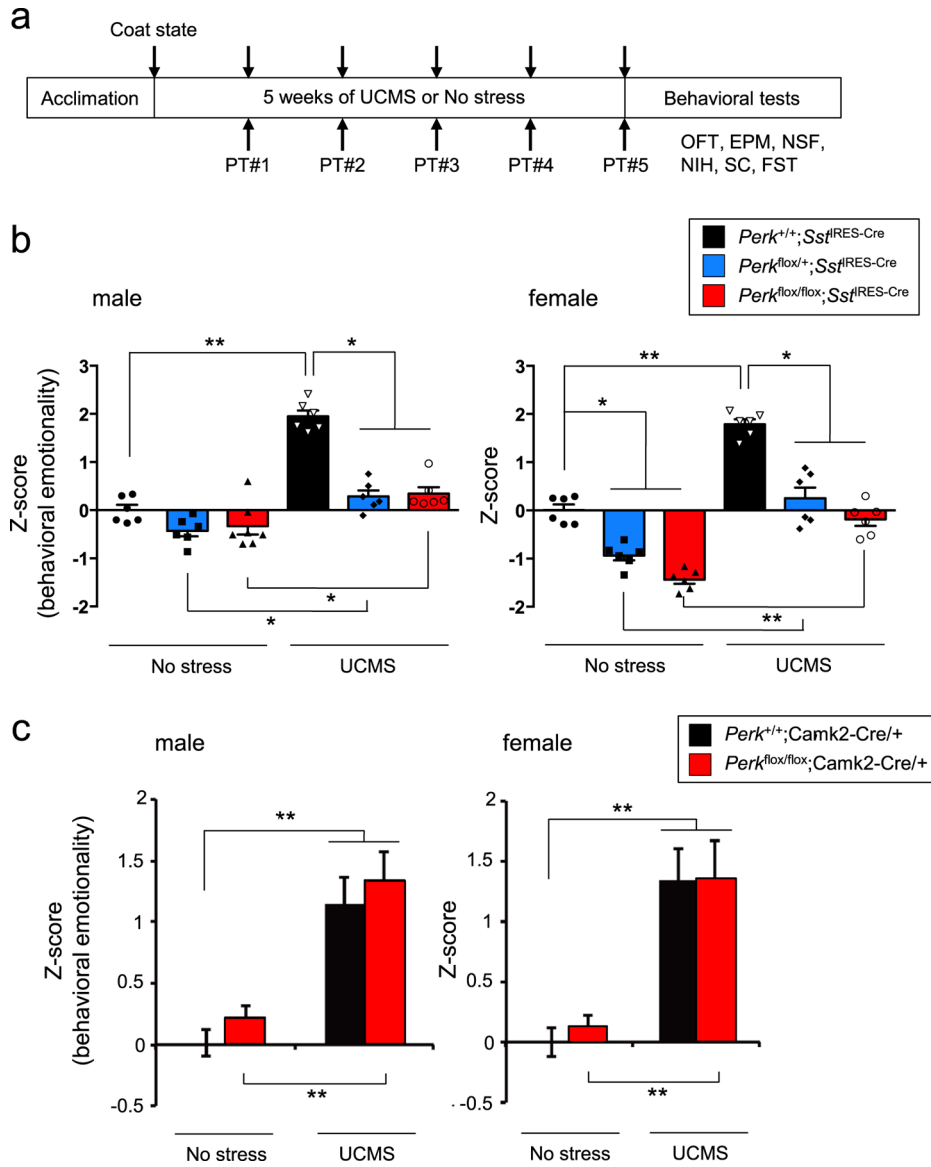 a
Coat state
Acclimation
5 weeks of UCMS or No stress
Behavioral tests
PT#1
PT#2
PT#3
PT#4
PT#5
OFT, EPM, NSF,
NIH, SC, FST
b
Perk+/+;SstIRES-Cre
Perkflox/+;SstIRES-Cre
Perkflox/flox;SstIRES-Cre
male
Z-score
(behavioral emotionality)
3
2
1
0
-1
-2
**
*
*
*
No stress
UCMS
female
Z-score
3
2
1
0
-1
-2
**
*
*
**
No stress
UCMS
c
Perk+/+;Camk2-Cre/+
Perkflox/flox;Camk2-Cre/+
male
Z-score
(behavioral emotionality)
2
1.5
1
0.5
0
-0.5
**
**
No stress
UCMS
female
Z-score
2
1.5
1
0.5
0
-0.5
**
**
No stress
UCMS